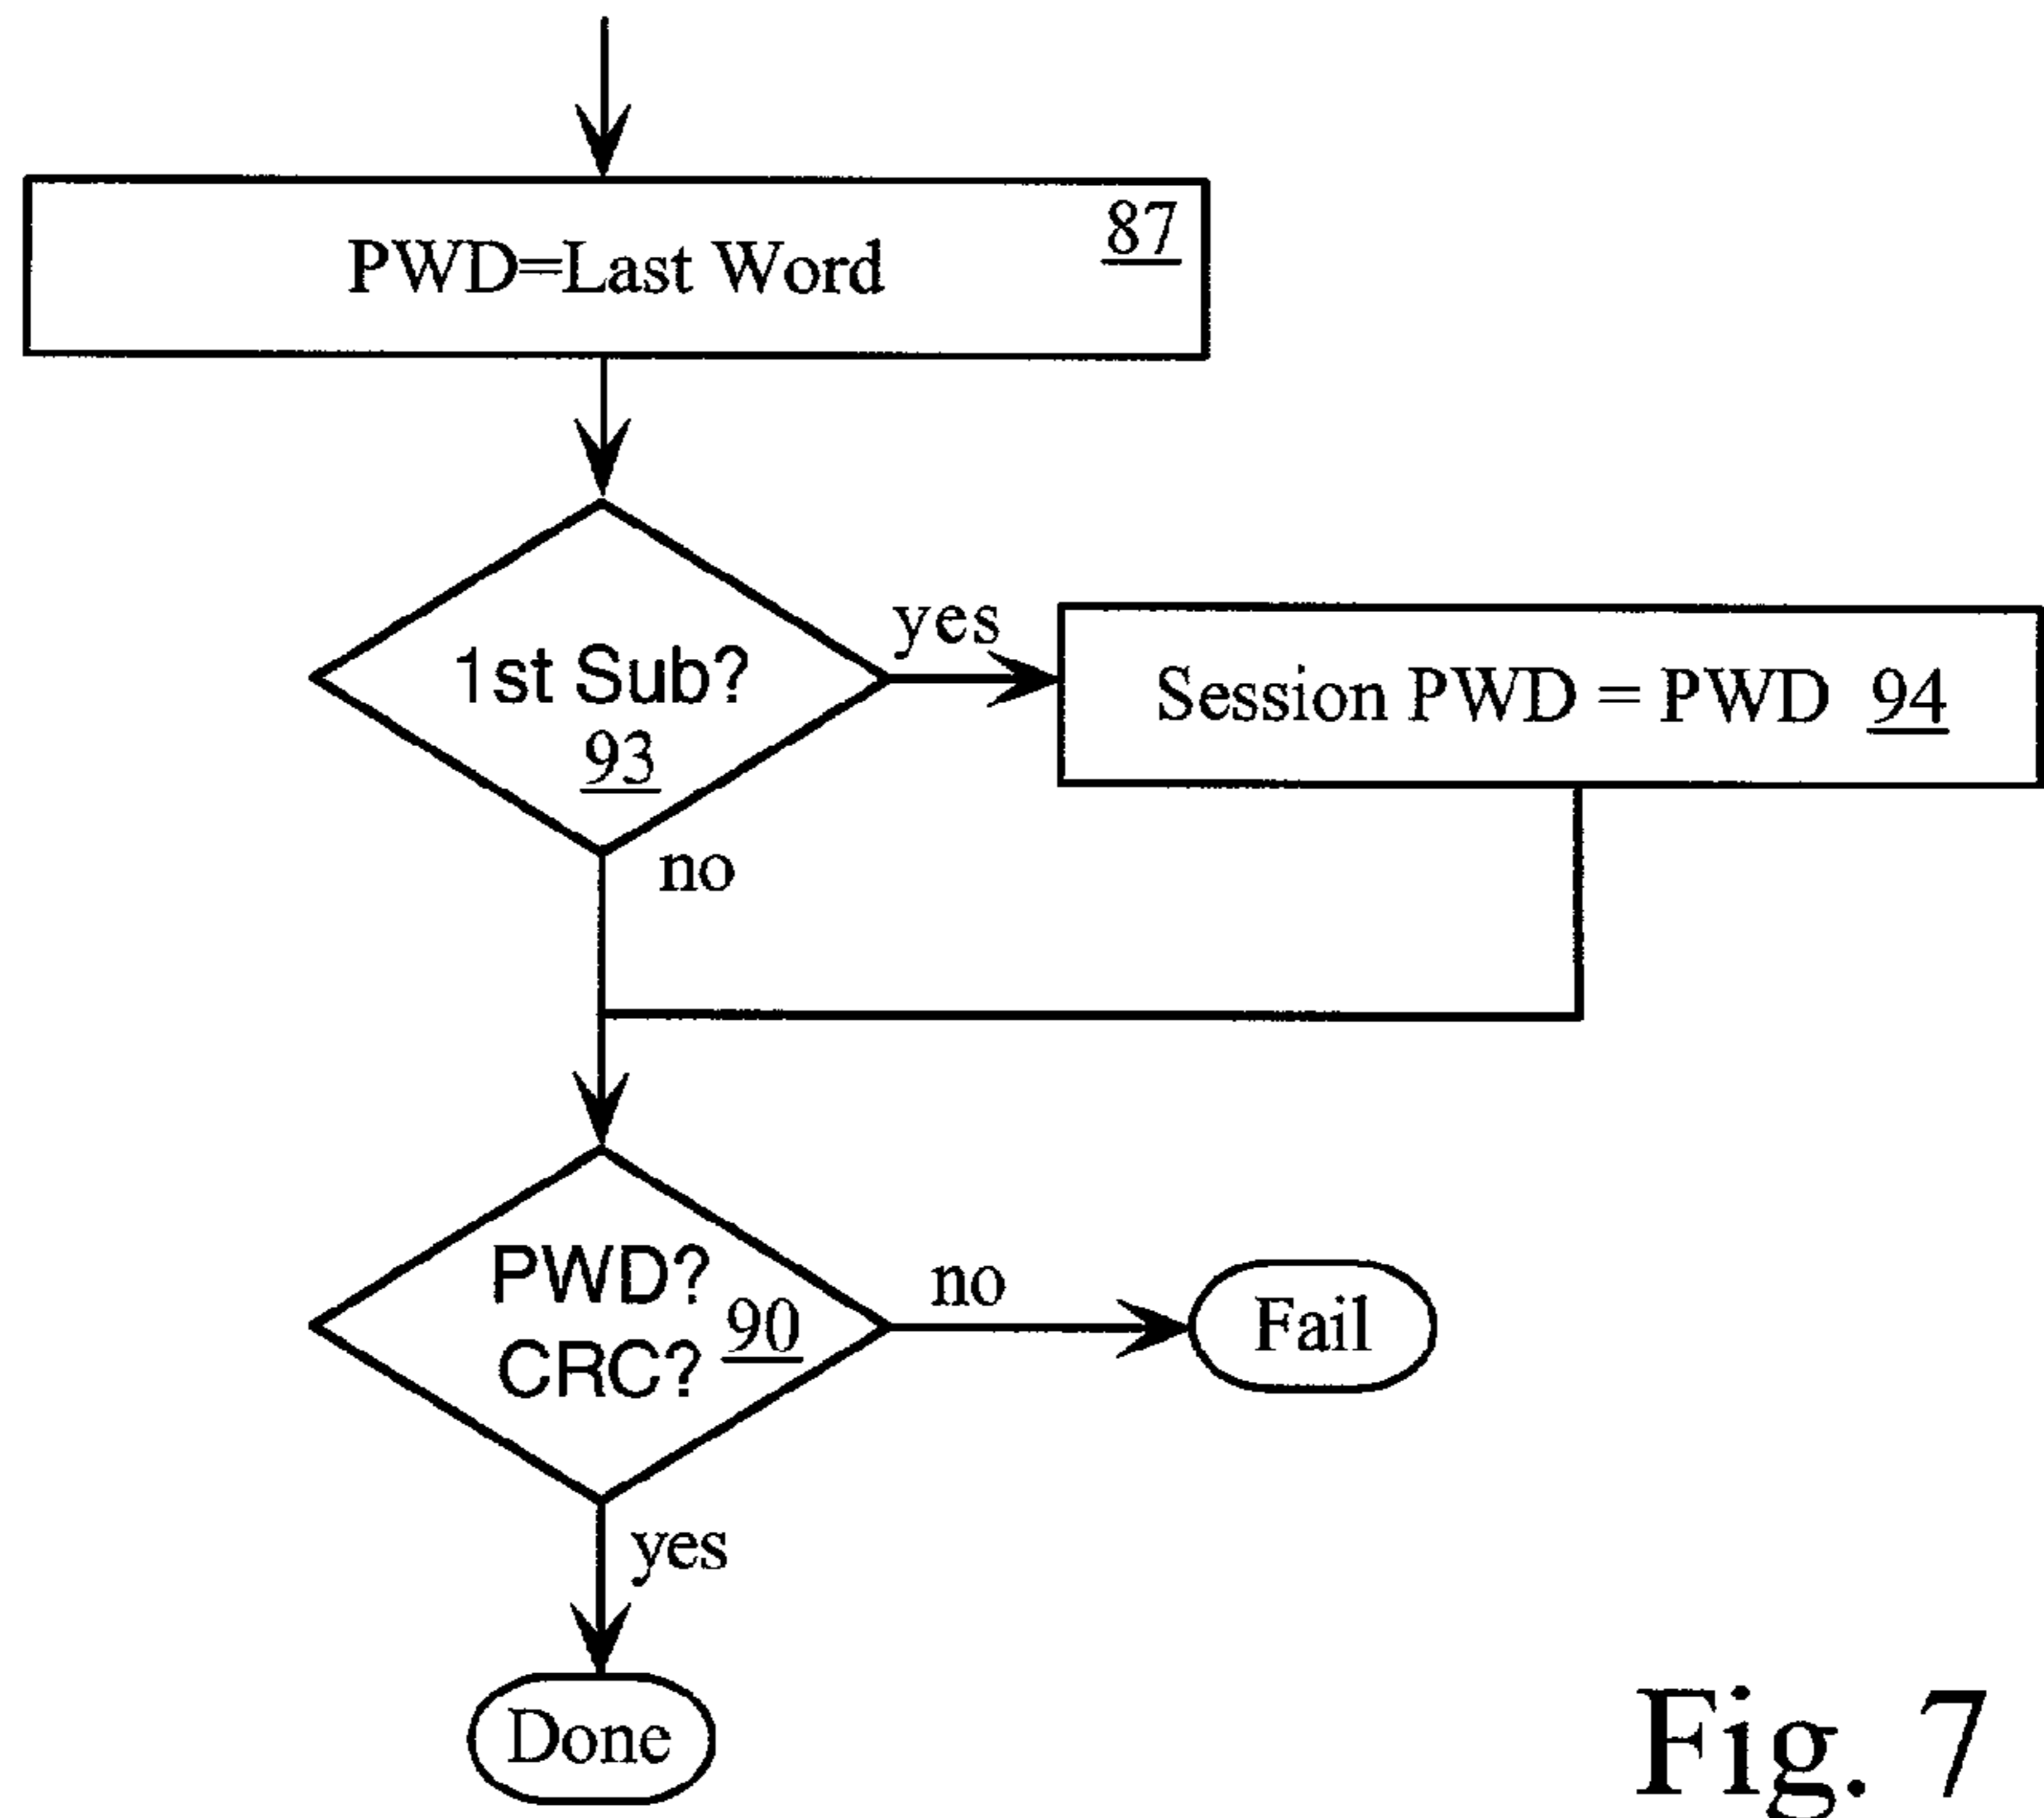 87
PWD=Last Word
1st Sub?
93
yes
Session PWD = PWD 94
no
PWD?
CRC?
90
no
Fail
yes
Done
Fig. 7